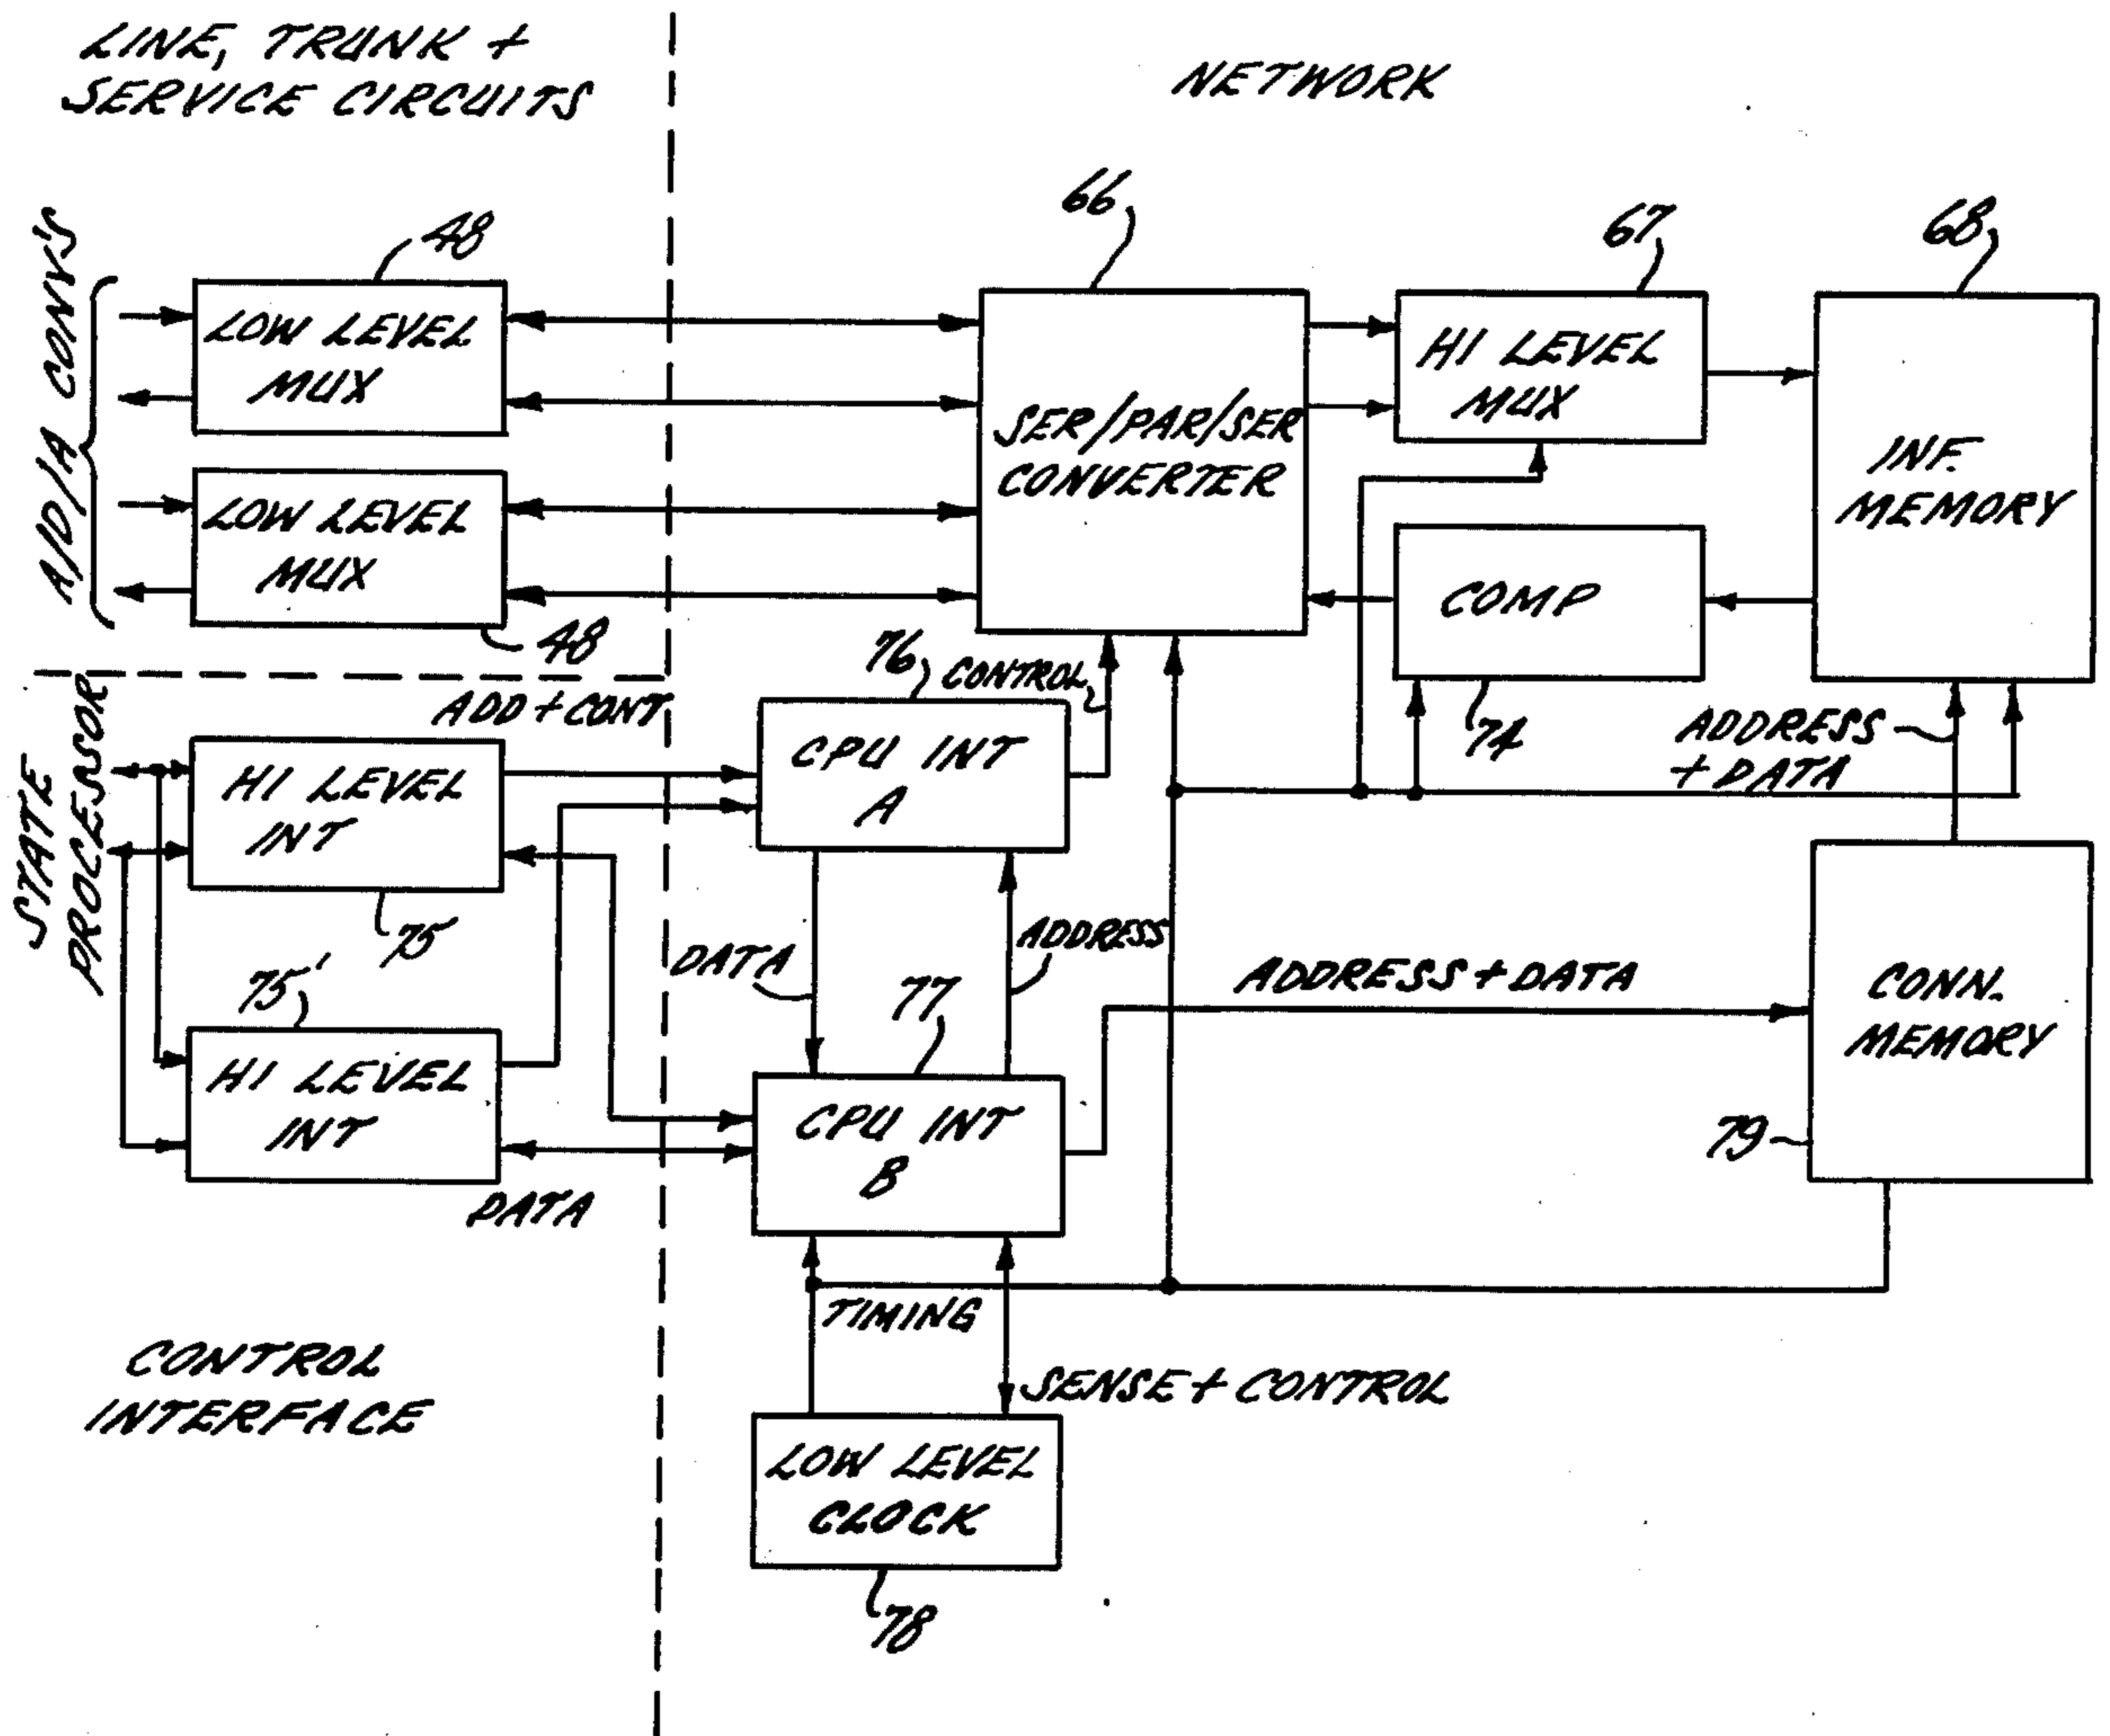 LINE, TRUNK +
SERVICE CIRCUITS
NETWORK
A/D/A CONV'S
48
LOW LEVEL
MUX
LOW LEVEL
MUX
48
66
SER/PAR/SER
CONVERTER
67
HI LEVEL
MUX
68
INF.
MEMORY
COMP
74
ADDRESS
+ DATA
STATE
PROCESSOR
ADD + CONT.
HI LEVEL
INT
75
75'
HI LEVEL
INT
DATA
76
CONTROL
CPU INT
A
DATA
ADDRESS
77
CPU INT
B
ADDRESS + DATA
CONN.
MEMORY
79
TIMING
SENSE + CONTROL
LOW LEVEL
CLOCK
78
CONTROL
INTERFACE